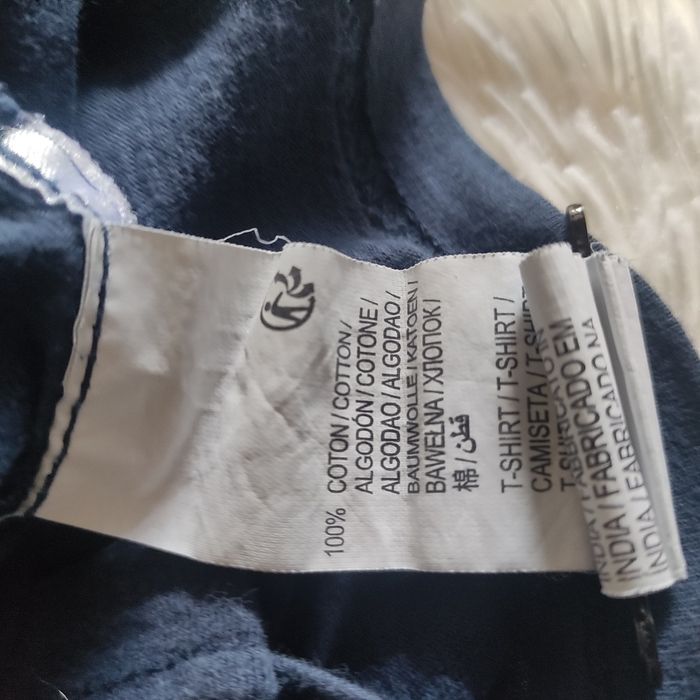 100% COTON / COTTON /
ALGODÓN / COTONE /
ALGODAO / ALGODAO /
BAUMWOLLE / KATOEN /
BAWEŁNA / ХЛОПОК /
棉 / قطن
T-SHIRT / T-SHIRT /
CAMISETA / T-SHIRT
INDIA / FABRICADO EM
INDIA / FABRICADO NA